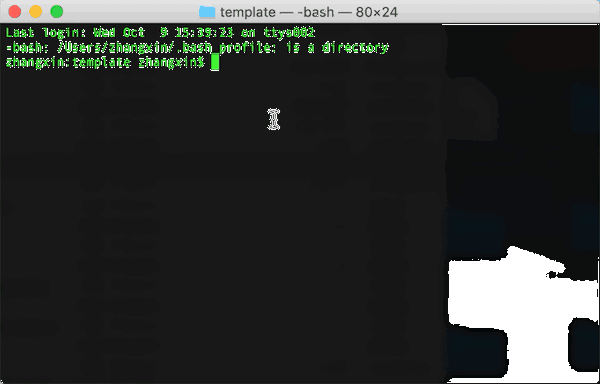 template — -bash — 80×24
Last login: Wed Oct  9 15:39:23 on ttys002
-bash: /Users/zhangxin/.bash_profile: is a directory
zhangxin:template zhangxin$